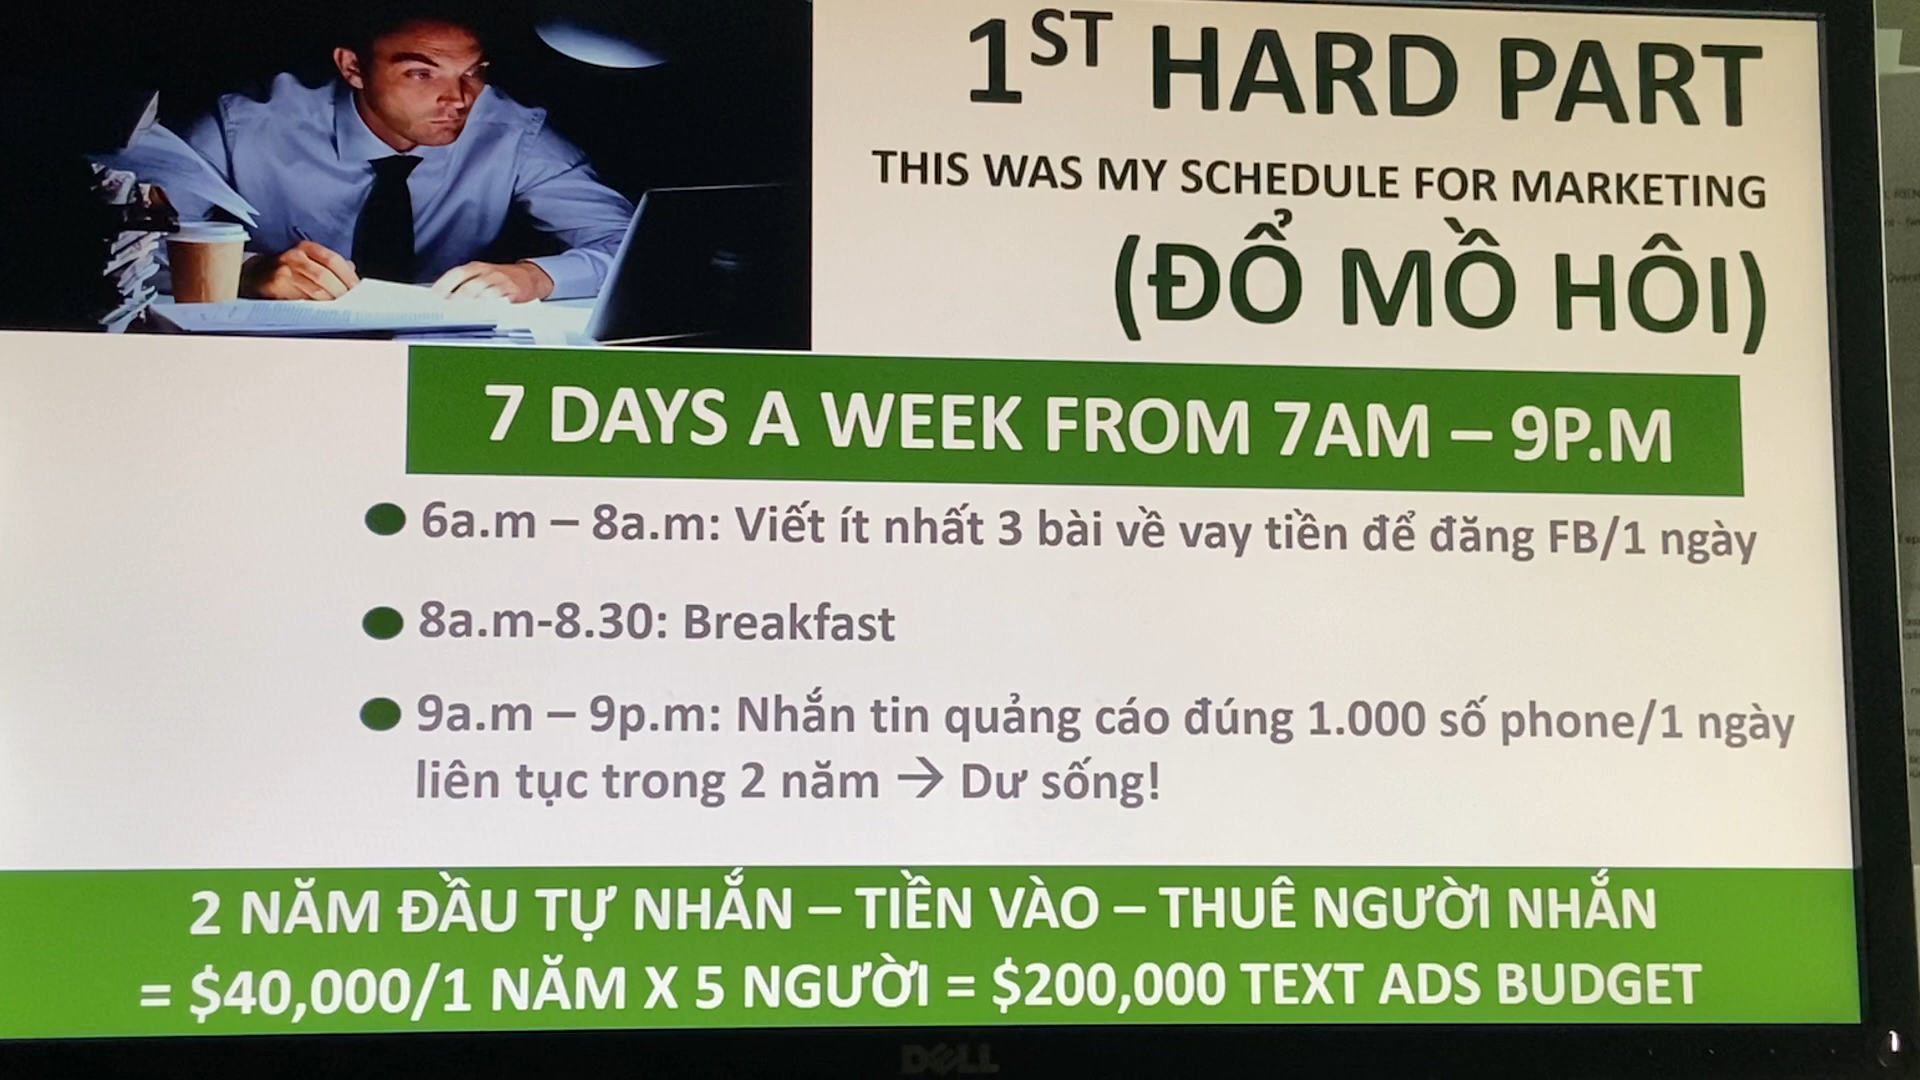 1ST HARD PART
THIS WAS MY SCHEDULE FOR MARKETING
(ĐỔ MỒ HÔI)
7 DAYS A WEEK FROM 7AM – 9P.M
6a.m – 8a.m: Viết ít nhất 3 bài về vay tiền để đăng FB/1 ngày
8a.m-8.30: Breakfast
9a.m – 9p.m: Nhắn tin quảng cáo đúng 1.000 số phone/1 ngày
liên tục trong 2 năm → Dư sống!
2 NĂM ĐẦU TỰ NHẮN – TIỀN VÀO – THUÊ NGƯỜI NHẮN
= $40,000/1 NĂM X 5 NGƯỜI = $200,000 TEXT ADS BUDGET
DELL